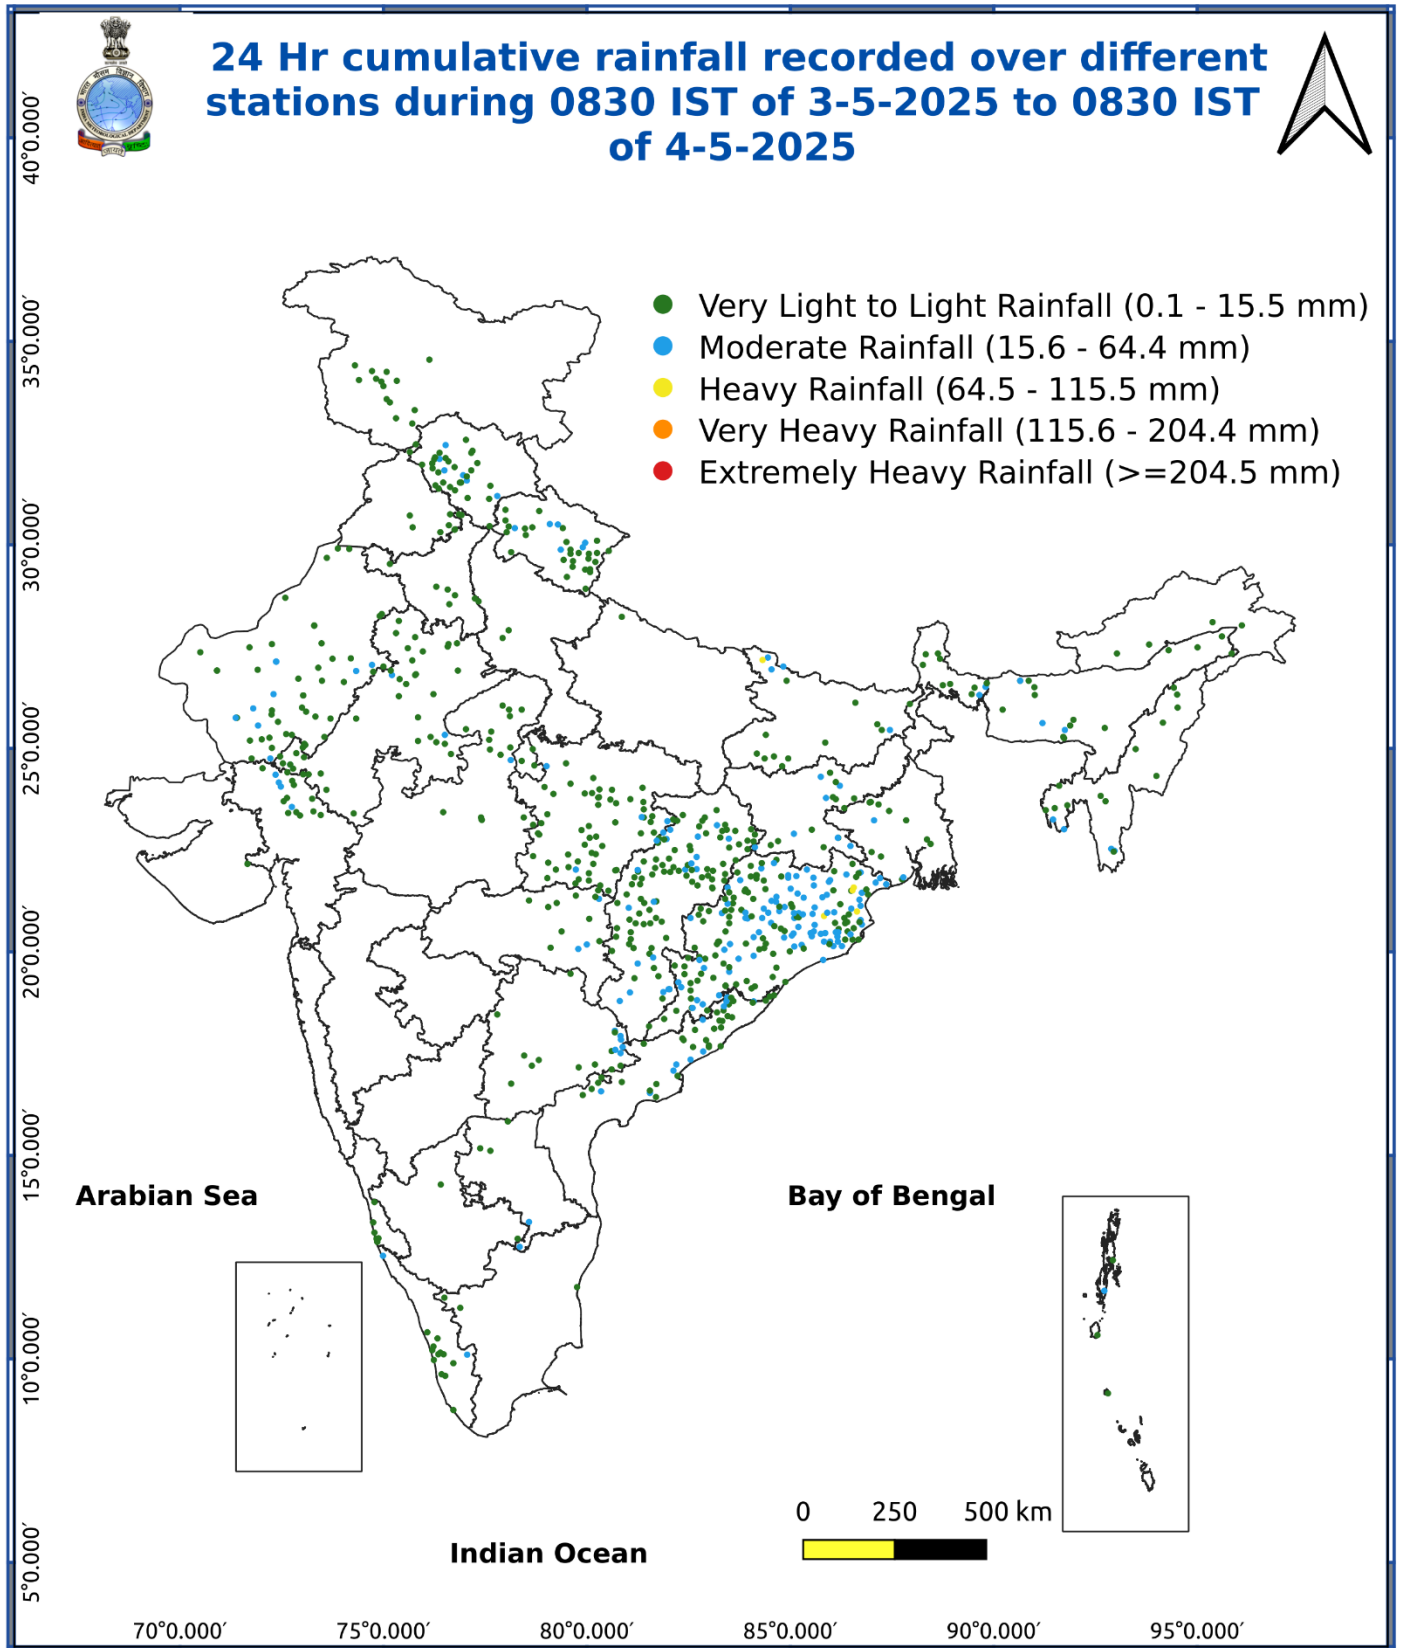 24 Hr cumulative rainfall recorded over different
stations during 0830 IST of 3-5-2025 to 0830 IST
of 4-5-2025
Very Light to Light Rainfall (0.1 - 15.5 mm)
Moderate Rainfall (15.6 - 64.4 mm)
Heavy Rainfall (64.5 - 115.5 mm)
Very Heavy Rainfall (115.6 - 204.4 mm)
Extremely Heavy Rainfall (>=204.5 mm)
40°0.000′
35°0.000′
30°0.000′
25°0.000′
20°0.000′
15°0.000′
10°0.000′
5°0.000′
Arabian Sea
Bay of Bengal
Indian Ocean
0 250 500 km
70°0.000′ 75°0.000′ 80°0.000′ 85°0.000′ 90°0.000′ 95°0.000′